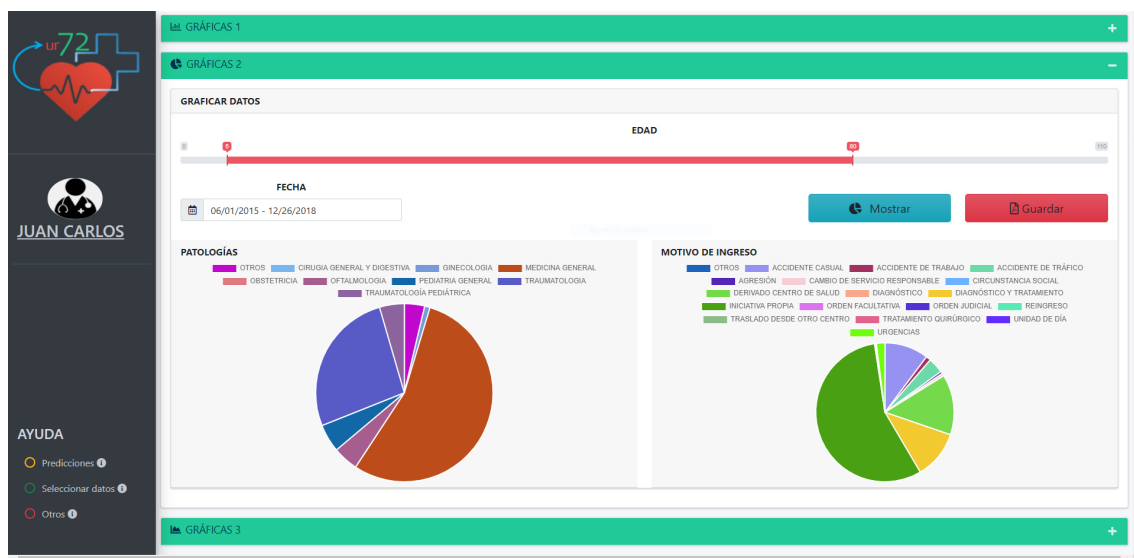 ur72
JUAN CARLOS
AYUDA
Predicciones
Seleccionar datos
Otros
GRÁFICAS 1
GRÁFICAS 2
GRAFICAR DATOS
EDAD
5
80
110
FECHA
06/01/2015 - 12/26/2018
Mostrar
Guardar
PATOLOGÍAS
OTROS CIRUGIA GENERAL Y DIGESTIVA GINECOLOGIA MEDICINA GENERAL
OBSTETRICIA OFTALMOLOGIA PEDIATRIA GENERAL TRAUMATOLOGIA
TRAUMATOLOGÍA PEDIÁTRICA
MOTIVO DE INGRESO
OTROS ACCIDENTE CASUAL ACCIDENTE DE TRABAJO ACCIDENTE DE TRÁFICO
AGRESIÓN CAMBIO DE SERVICIO RESPONSABLE CIRCUNSTANCIA SOCIAL
DERIVADO CENTRO DE SALUD DIAGNÓSTICO DIAGNÓSTICO Y TRATAMIENTO
INICIATIVA PROPIA ORDEN FACULTATIVA ORDEN JUDICIAL REINGRESO
TRASLADO DESDE OTRO CENTRO TRATAMIENTO QUIRÚRGICO UNIDAD DE DÍA
URGENCIAS
GRÁFICAS 3